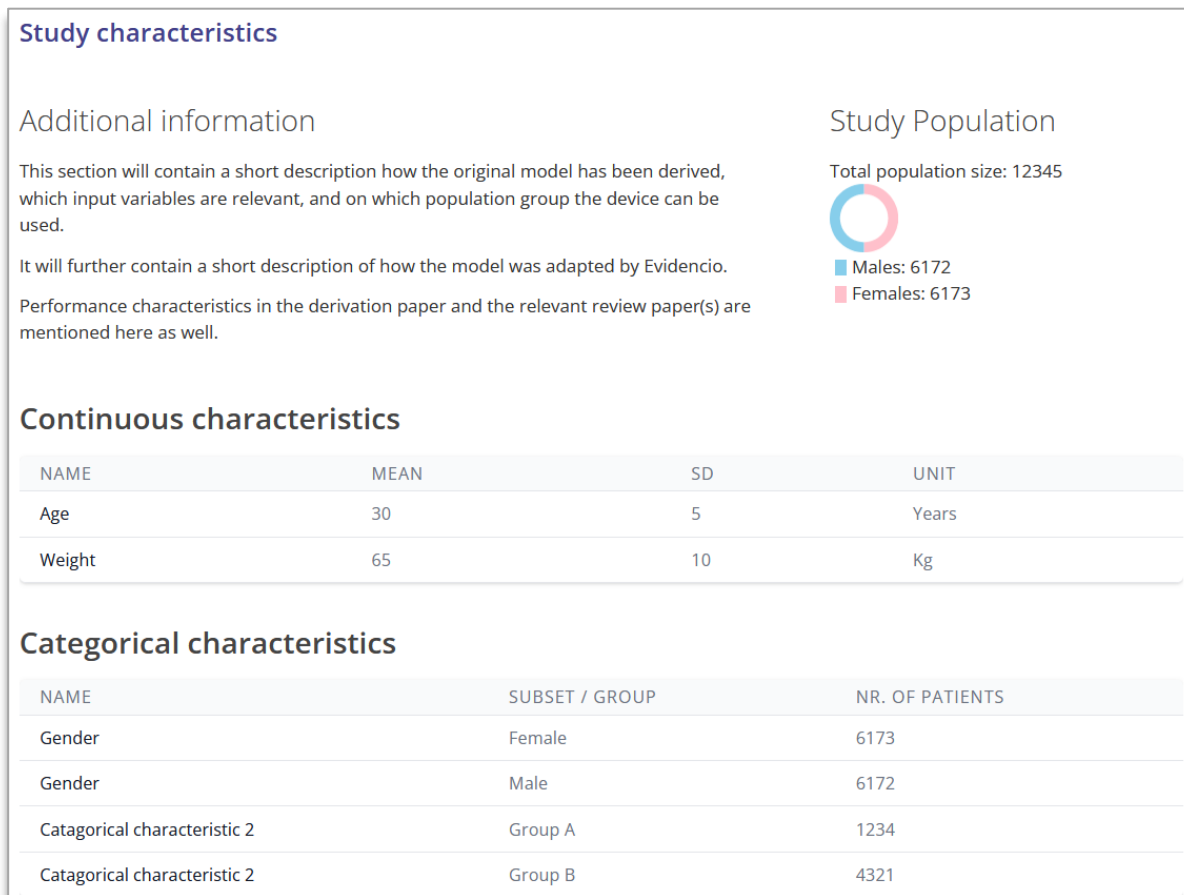 Study characteristics
Additional information
This section will contain a short description how the original model has been derived,
which input variables are relevant, and on which population group the device can be
used.
It will further contain a short description of how the model was adapted by Evidencio.
Performance characteristics in the derivation paper and the relevant review paper(s) are
mentioned here as well.
Study Population
Total population size: 12345
Males: 6172
Females: 6173
Continuous characteristics
NAME MEAN SD UNIT
Age 30 5 Years
Weight 65 10 Kg
Categorical characteristics
NAME SUBSET / GROUP NR. OF PATIENTS
Gender Female 6173
Gender Male 6172
Catagorical characteristic 2 Group A 1234
Catagorical characteristic 2 Group B 4321